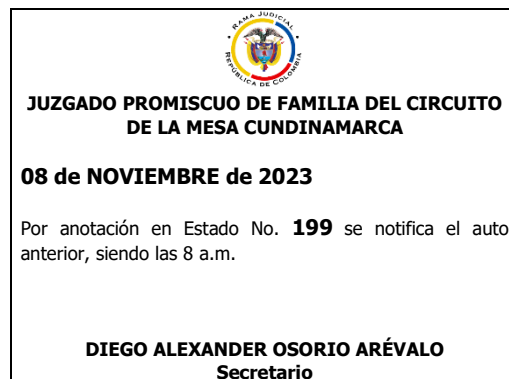 RAMA JUDICIAL
REPÚBLICA DE COLOMBIA
JUZGADO PROMISCUO DE FAMILIA DEL CIRCUITO
DE LA MESA CUNDINAMARCA
08 de NOVIEMBRE de 2023
Por anotación en Estado No. 199 se notifica el auto
anterior, siendo las 8 a.m.
DIEGO ALEXANDER OSORIO ARÉVALO
Secretario